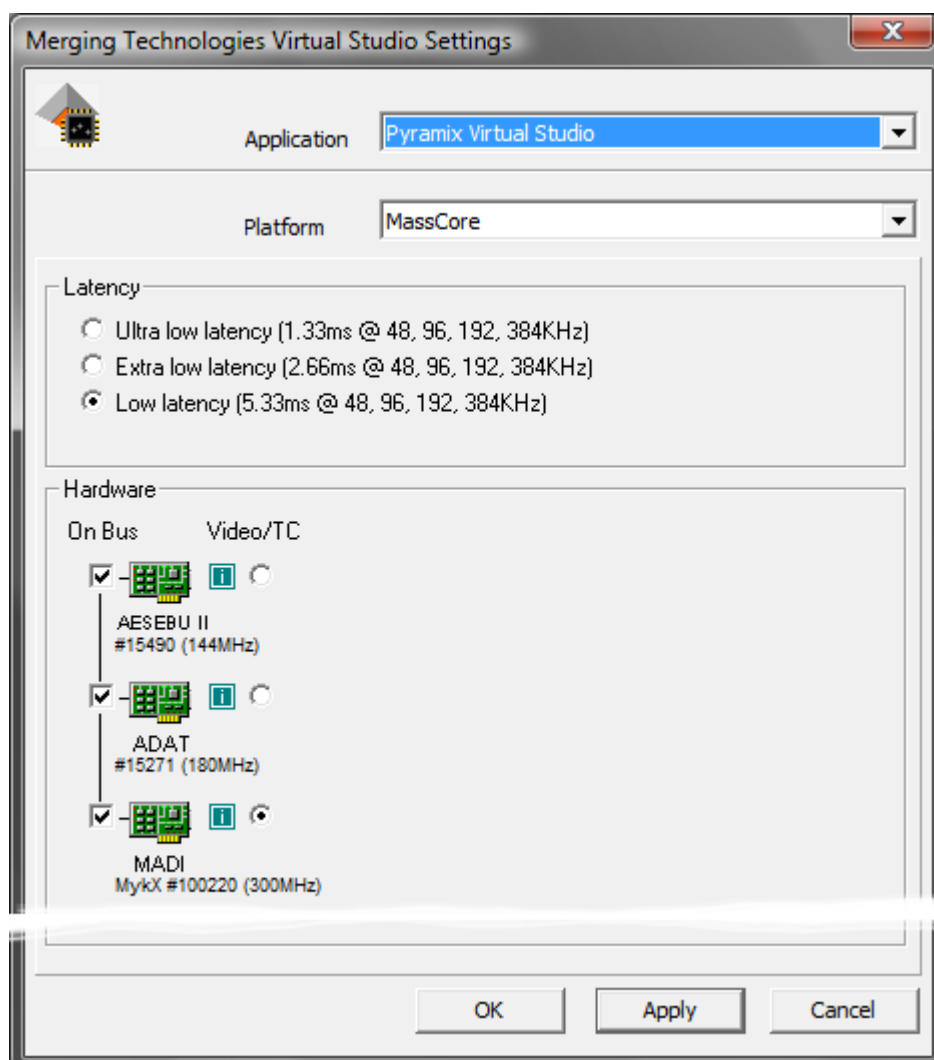 Merging Technologies Virtual Studio Settings
Application
Pyramix Virtual Studio
Platform
MassCore
Latency
Ultra low latency (1.33ms @ 48, 96, 192, 384KHz)
Extra low latency (2.66ms @ 48, 96, 192, 384KHz)
Low latency (5.33ms @ 48, 96, 192, 384KHz)
Hardware
On Bus Video/TC
i
AESEBU II
#15490 (144MHz)
i
ADAT
#15271 (180MHz)
i
MADI
MykX #100220 (300MHz)
OK Apply Cancel